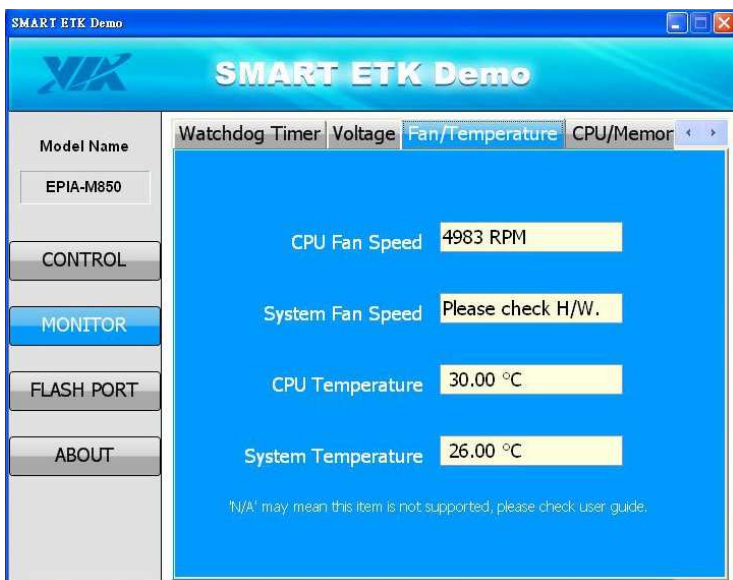 SMART ETK Demo
VIA
SMART ETK Demo
Model Name
EPIA-M850
CONTROL
MONITOR
FLASH PORT
ABOUT
Watchdog Timer Voltage Fan/Temperature CPU/Memor
CPU Fan Speed 4983 RPM
System Fan Speed Please check H/W.
CPU Temperature 30.00 °C
System Temperature 26.00 °C
'N/A' may mean this item is not supported, please check user guide.